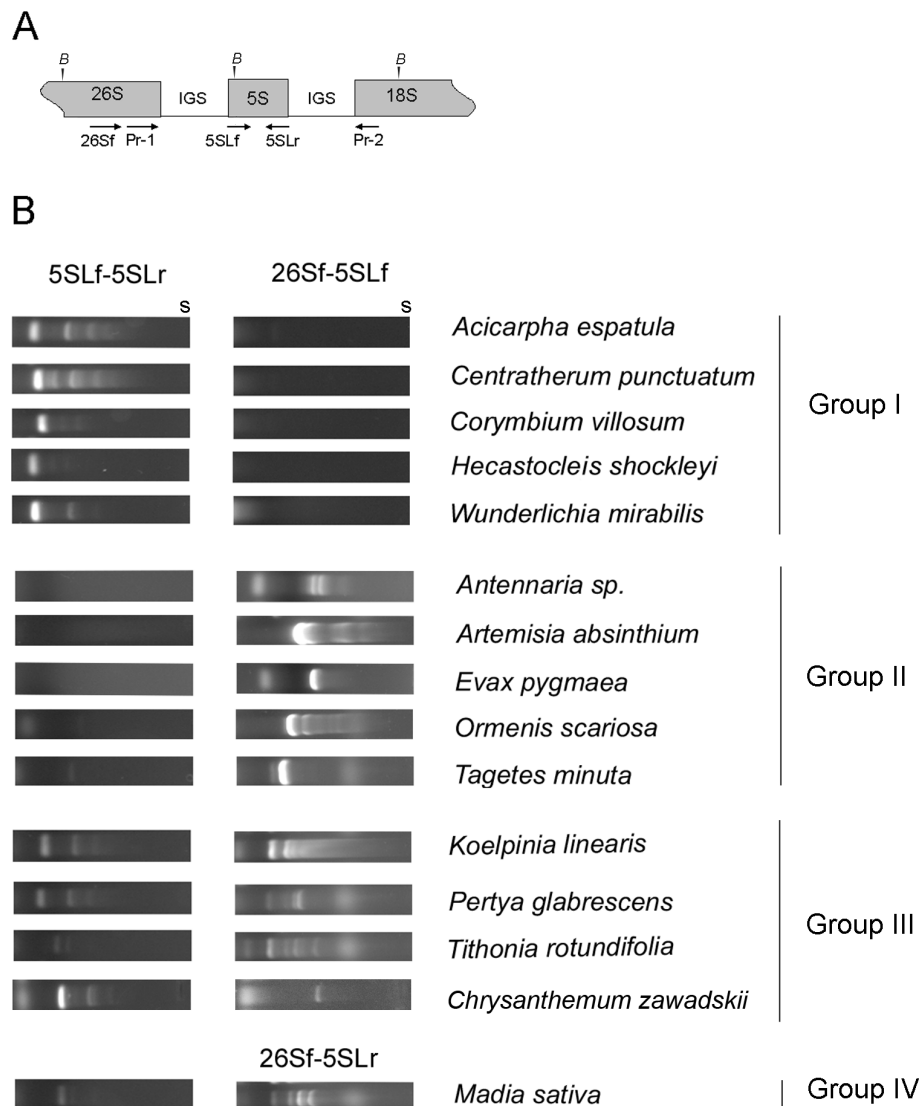 A
B B B
26S IGS 5S IGS 18S
26Sf Pr-1 5SLf 5SLr Pr-2
B
5SLf-5SLr 26Sf-5SLf
s s
Acicarpha espatula
Centratherum punctuatum
Corymbium villosum
Hecastocleis shockleyi
Wunderlichia mirabilis
Group I
Antennaria sp.
Artemisia absinthium
Evax pygmaea
Ormenis scariosa
Tagetes minuta
Group II
Koelpinia linearis
Pertya glabrescens
Tithonia rotundifolia
Chrysanthemum zawadskii
Group III
26Sf-5SLr
Madia sativa
Group IV